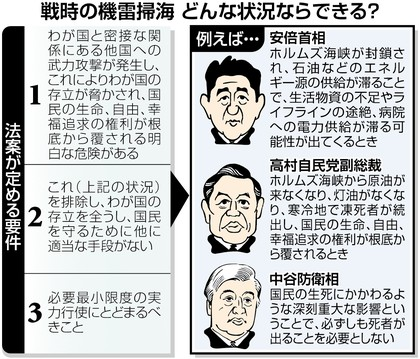 戦時の機雷掃海 どんな状況ならできる?
法案が定める要件
1
わが国と密接な関
係にある他国への
武力攻撃が発生し、
これによりわが国の
存立が脅かされ、国
民の生命、自由、幸
福追求の権利が根
底から覆される明
白な危険がある
2
これ(上記の状況)
を排除し、わが国の
存立を全うし、国民
を守るために他に
適当な手段がない
3
必要最小限度の実
力行使にとどまるべ
きこと
例えば…
安倍首相
ホルムズ海峡が封鎖さ
れ、石油などのエネル
ギー源の供給が滞ること
で、生活物資の不足やラ
イフラインの途絶、病院
への電力供給が滞る可
能性が出てくるとき
高村自民党副総裁
ホルムズ海峡から原油が
来なくなり、灯油がなくな
り、寒冷地で凍死者が続
出し、国民の生命、自由、
幸福追求の権利が根底か
ら覆されるとき
中谷防衛相
国民の生死にかかわるよう
な深刻重大な影響という
ことで、必ずしも死者が
出ることを必要としない